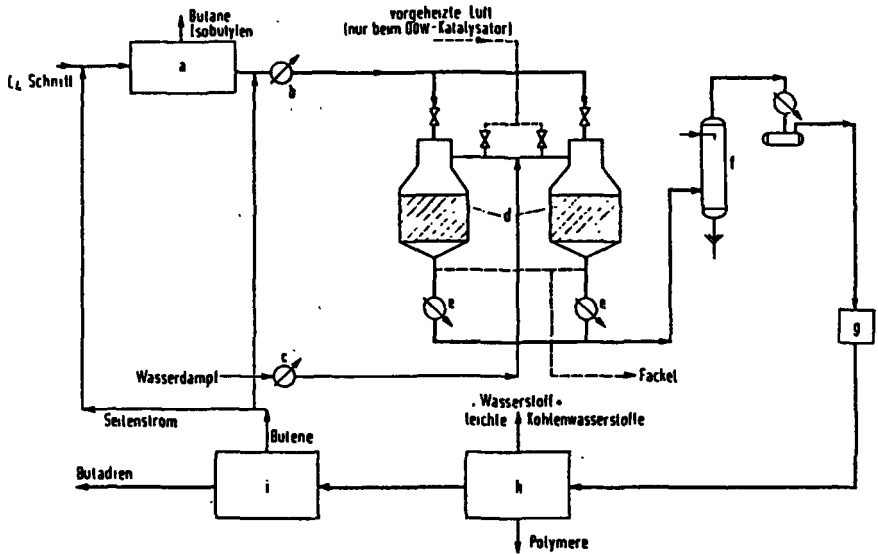 Butane
Isobutylen
vorgeheizte Luft
(nur beim Dow-Katalysator)
a
C4 Schnitt
b
f
d
e
e
g
c
Wasserdampf
Fackel
Wasserstoff+
leichte Kohlenwasserstoffe
Seitenstrom
Butene
Butadien
i
h
Polymere